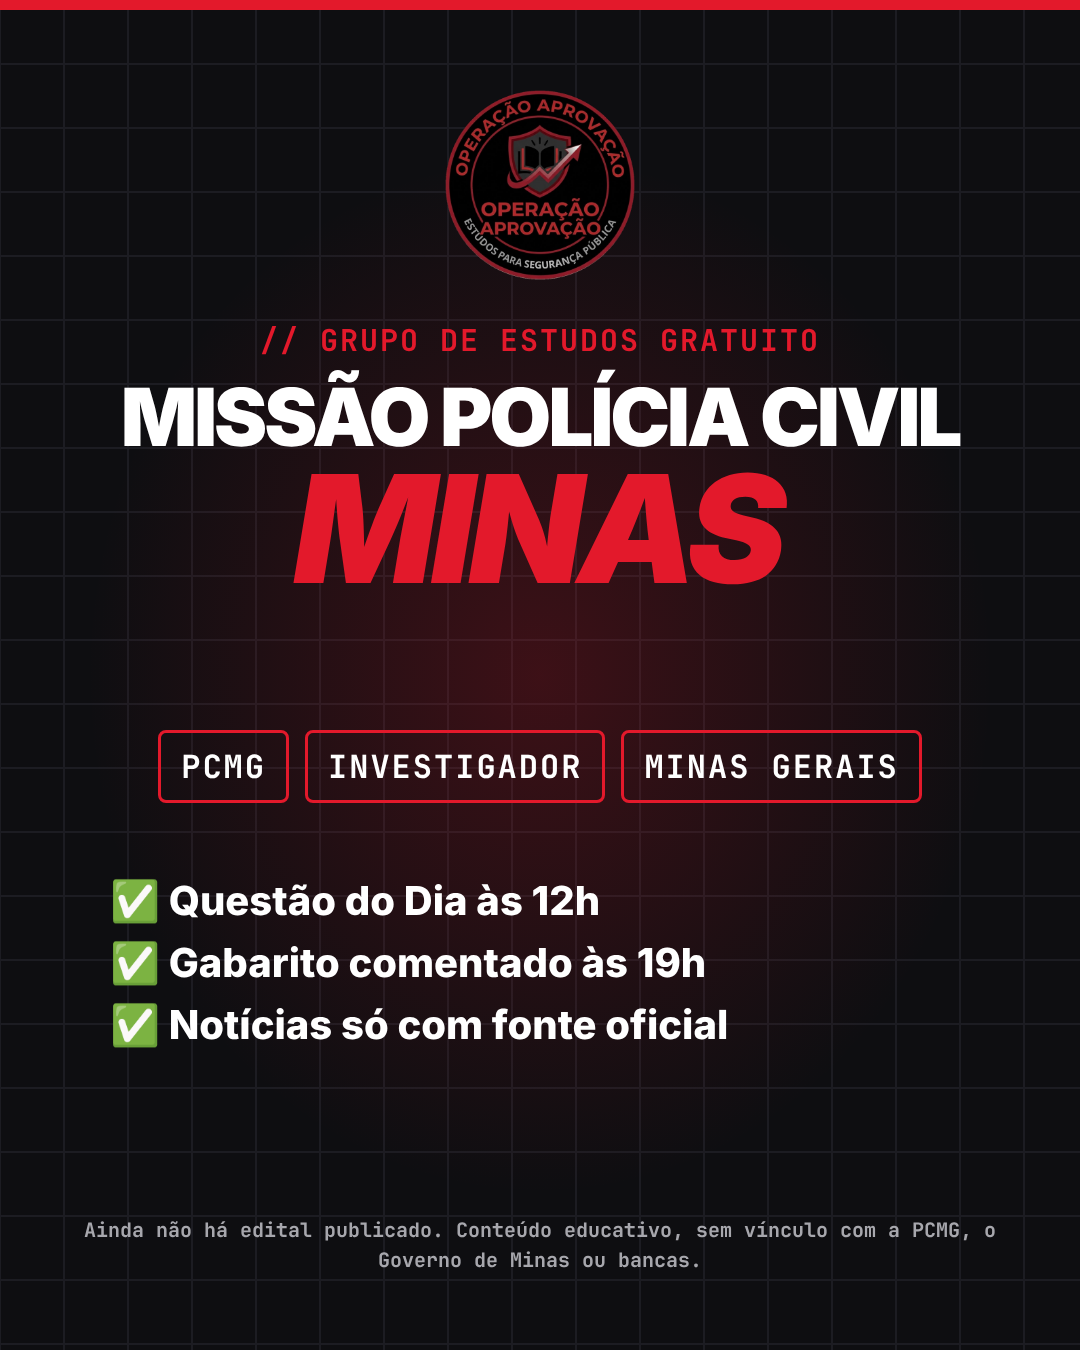 OPERAÇÃO APROVAÇÃO
OPERAÇÃO
APROVAÇÃO
ESTUDOS PARA SEGURANÇA PÚBLICA
// GRUPO DE ESTUDOS GRATUITO
MISSÃO POLÍCIA CIVIL
MINAS
PCMG INVESTIGADOR MINAS GERAIS
✅ Questão do Dia às 12h
✅ Gabarito comentado às 19h
✅ Notícias só com fonte oficial
Ainda não há edital publicado. Conteúdo educativo, sem vínculo com a PCMG, o
Governo de Minas ou bancas.